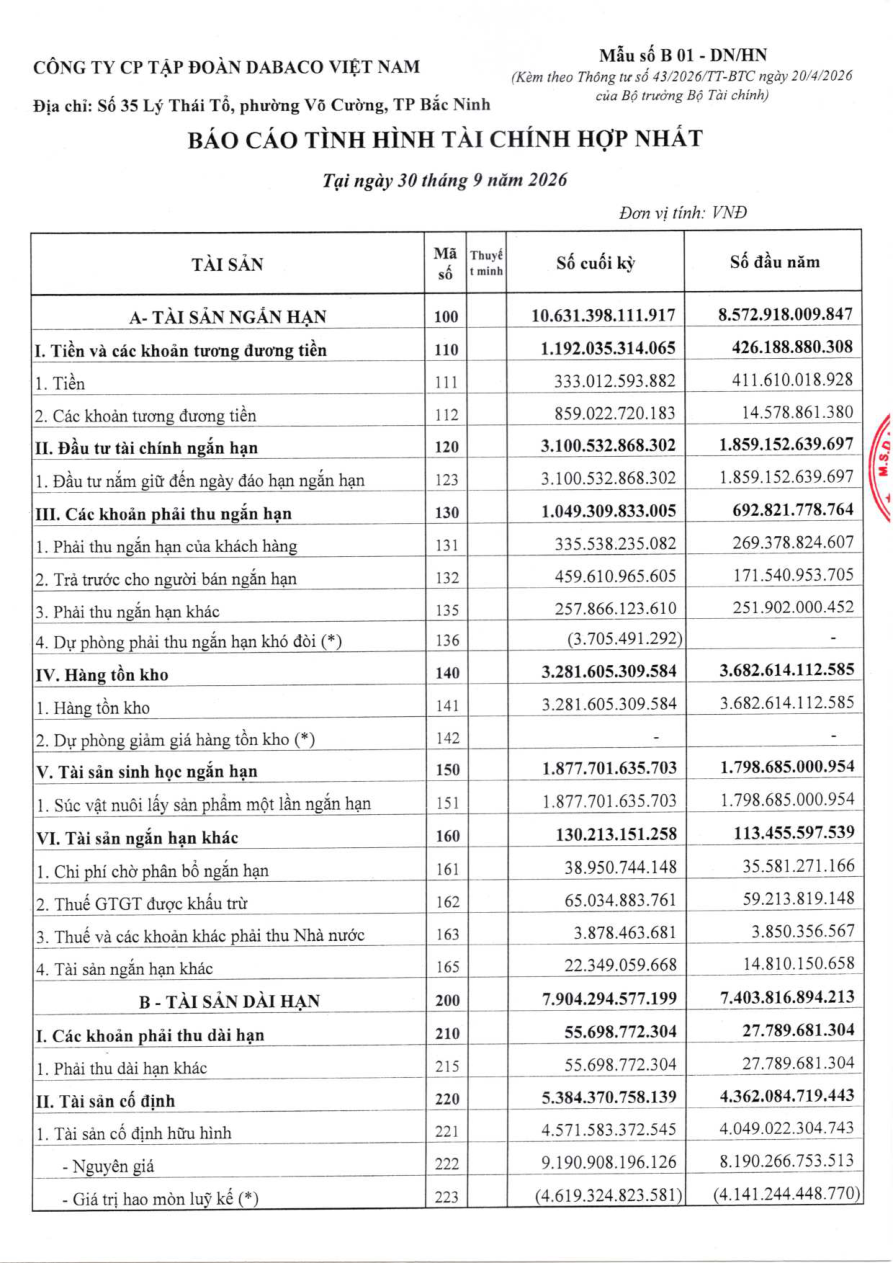 CÔNG TY CP TẬP ĐOÀN DABACO VIỆT NAM
Địa chỉ: Số 35 Lý Thái Tổ, phường Võ Cường, TP Bắc Ninh
Mẫu số B 01 - DN/HN
(Kèm theo Thông tư số 43/2026/TT-BTC ngày 20/4/2026
của Bộ trưởng Bộ Tài chính)
BÁO CÁO TÌNH HÌNH TÀI CHÍNH HỢP NHẤT
Tại ngày 30 tháng 9 năm 2026
Đơn vị tính: VNĐ
TÀI SẢN Mã số Thuyết minh Số cuối kỳ Số đầu năm
A- TÀI SẢN NGẮN HẠN 100 10.631.398.111.917 8.572.918.009.847
I. Tiền và các khoản tương đương tiền 110 1.192.035.314.065 426.188.880.308
1. Tiền 111 333.012.593.882 411.610.018.928
2. Các khoản tương đương tiền 112 859.022.720.183 14.578.861.380
II. Đầu tư tài chính ngắn hạn 120 3.100.532.868.302 1.859.152.639.697
1. Đầu tư nắm giữ đến ngày đáo hạn ngắn hạn 123 3.100.532.868.302 1.859.152.639.697
III. Các khoản phải thu ngắn hạn 130 1.049.309.833.005 692.821.778.764
1. Phải thu ngắn hạn của khách hàng 131 335.538.235.082 269.378.824.607
2. Trả trước cho người bán ngắn hạn 132 459.610.965.605 171.540.953.705
3. Phải thu ngắn hạn khác 135 257.866.123.610 251.902.000.452
4. Dự phòng phải thu ngắn hạn khó đòi (*) 136 (3.705.491.292) -
IV. Hàng tồn kho 140 3.281.605.309.584 3.682.614.112.585
1. Hàng tồn kho 141 3.281.605.309.584 3.682.614.112.585
2. Dự phòng giảm giá hàng tồn kho (*) 142 - -
V. Tài sản sinh học ngắn hạn 150 1.877.701.635.703 1.798.685.000.954
1. Súc vật nuôi lấy sản phẩm một lần ngắn hạn 151 1.877.701.635.703 1.798.685.000.954
VI. Tài sản ngắn hạn khác 160 130.213.151.258 113.455.597.539
1. Chi phí chờ phân bổ ngắn hạn 161 38.950.744.148 35.581.271.166
2. Thuế GTGT được khấu trừ 162 65.034.883.761 59.213.819.148
3. Thuế và các khoản khác phải thu Nhà nước 163 3.878.463.681 3.850.356.567
4. Tài sản ngắn hạn khác 165 22.349.059.668 14.810.150.658
B - TÀI SẢN DÀI HẠN 200 7.904.294.577.199 7.403.816.894.213
I. Các khoản phải thu dài hạn 210 55.698.772.304 27.789.681.304
1. Phải thu dài hạn khác 215 55.698.772.304 27.789.681.304
II. Tài sản cố định 220 5.384.370.758.139 4.362.084.719.443
1. Tài sản cố định hữu hình 221 4.571.583.372.545 4.049.022.304.743
- Nguyên giá 222 9.190.908.196.126 8.190.266.753.513
- Giá trị hao mòn luỹ kế (*) 223 (4.619.324.823.581) (4.141.244.448.770)
M.S.D